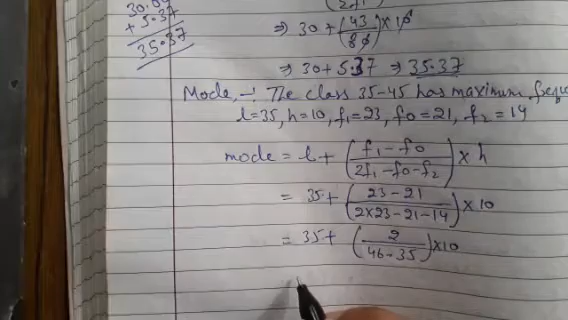 30.00
+ 5.37
35.37
⇒ 30 + (43/80) × 10
⇒ 30 + 5.37 ⇒ 35.37
Mode :- The class 35-45 has maximum
l=35, h=10, f₁=23, f0=21, f₂=14
mode = l + (f₁ - f0 / 2f₁ - f0 - f₂) × h
= 35 + (23 - 21 / 2×23 - 21 - 14) × 10
= 35 + (2 / 46 - 35) × 10